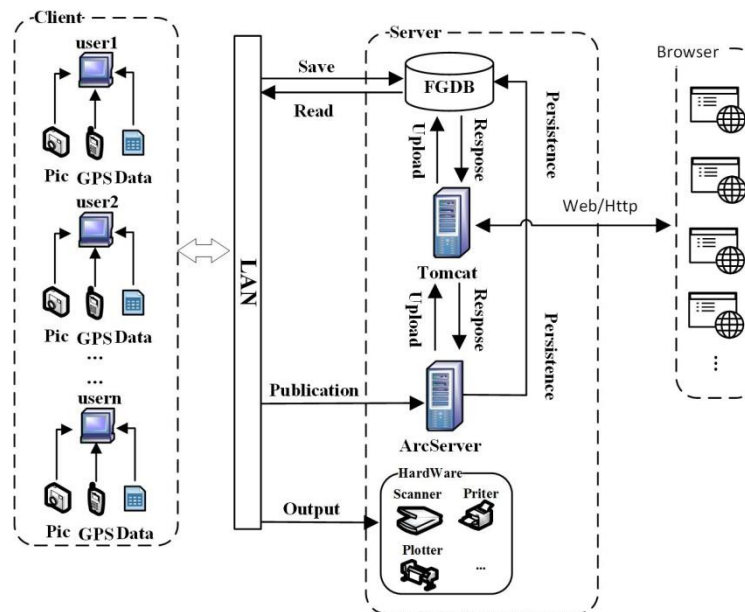 Client
user1
Pic GPS Data
user2
Pic GPS Data
...
...
usern
Pic GPS Data
LAN
Save
Read
Publication
Output
Server
FGDB
Upload
Respose
Persistence
Tomcat
Upload
Respose
Persistence
ArcServer
HardWare
Scanner Priter
Plotter ...
Web/Http
Browser
...